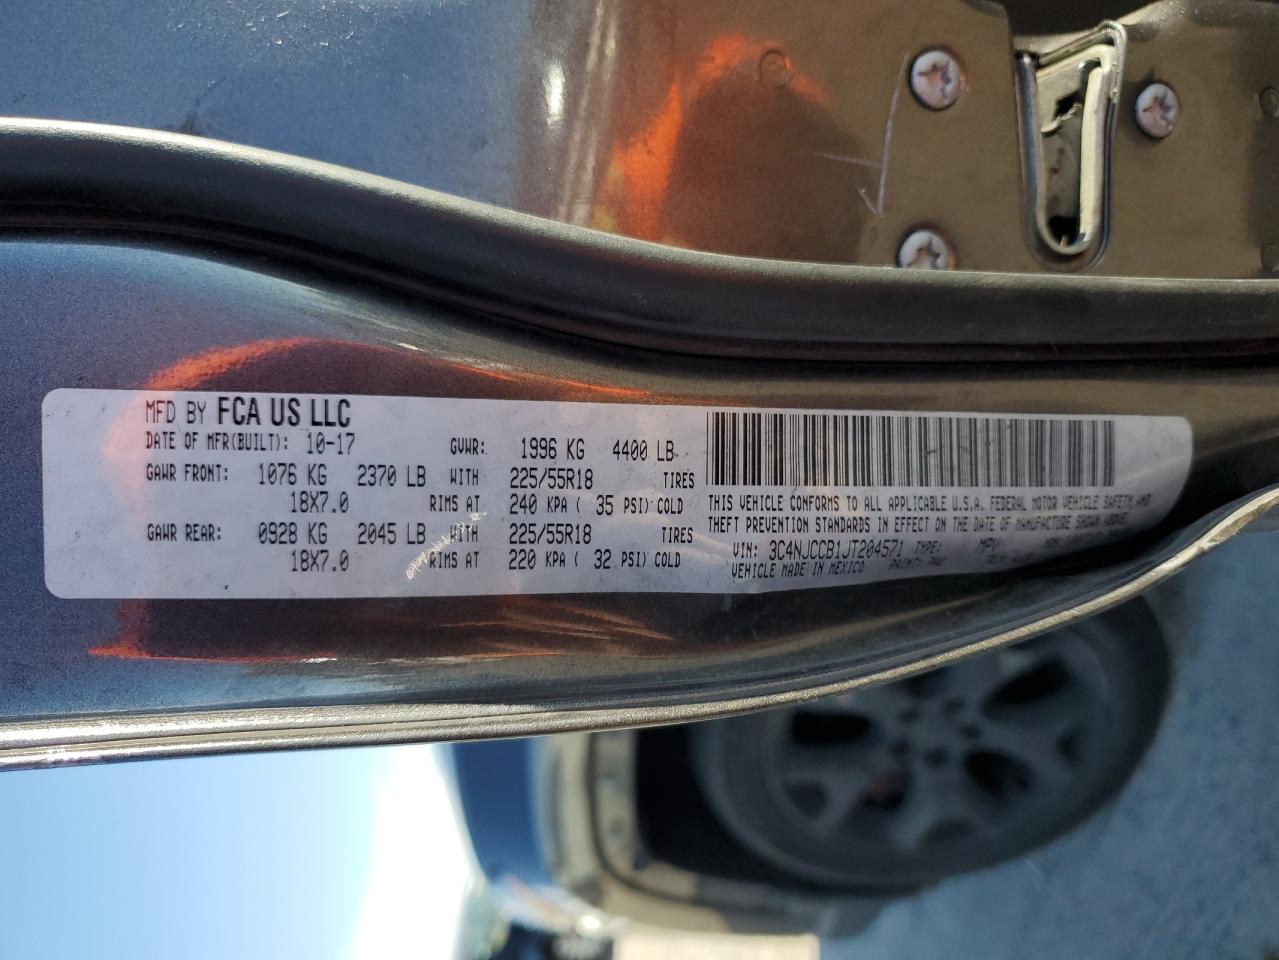 MFD BY FCA US LLC
DATE OF MFR(BUILT): 10-17 GVWR: 1996 KG 4400 LB
GAWR FRONT: 1076 KG 2370 LB WITH 225/55R18 TIRES
18X7.0 RIMS AT 240 KPA ( 35 PSI) COLD
GAWR REAR: 0928 KG 2045 LB WITH 225/55R18 TIRES
18X7.0 RIMS AT 220 KPA ( 32 PSI) COLD
THIS VEHICLE CONFORMS TO ALL APPLICABLE U.S.A. FEDERAL MOTOR VEHICLE SAFETY, AND
THEFT PREVENTION STANDARDS IN EFFECT ON THE DATE OF MANUFACTURE SHOWN ABOVE.
VIN: 3C4NJCCB1JT204571 TYPE: MPV
VEHICLE MADE IN MEXICO PAINT: PAU